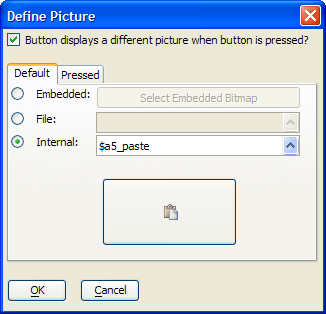 Define Picture
Button displays a different picture when button is pressed?
Default Pressed
Embedded: Select Embedded Bitmap
File:
Internal: $a5_paste
OK Cancel